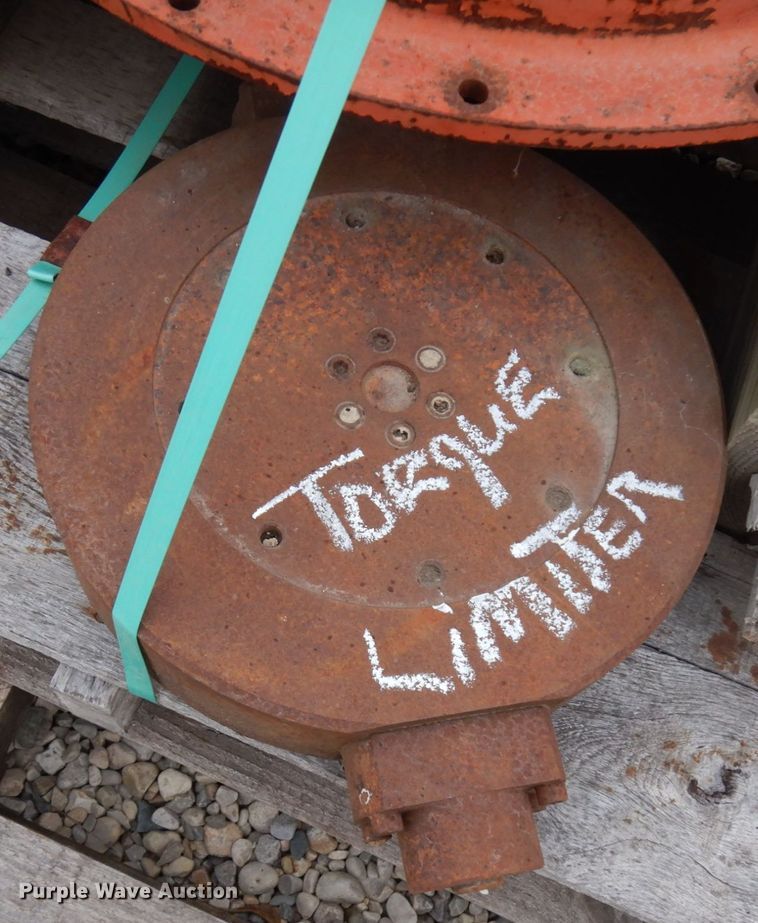 TORQUE
LIMITER
Purple Wave Auction